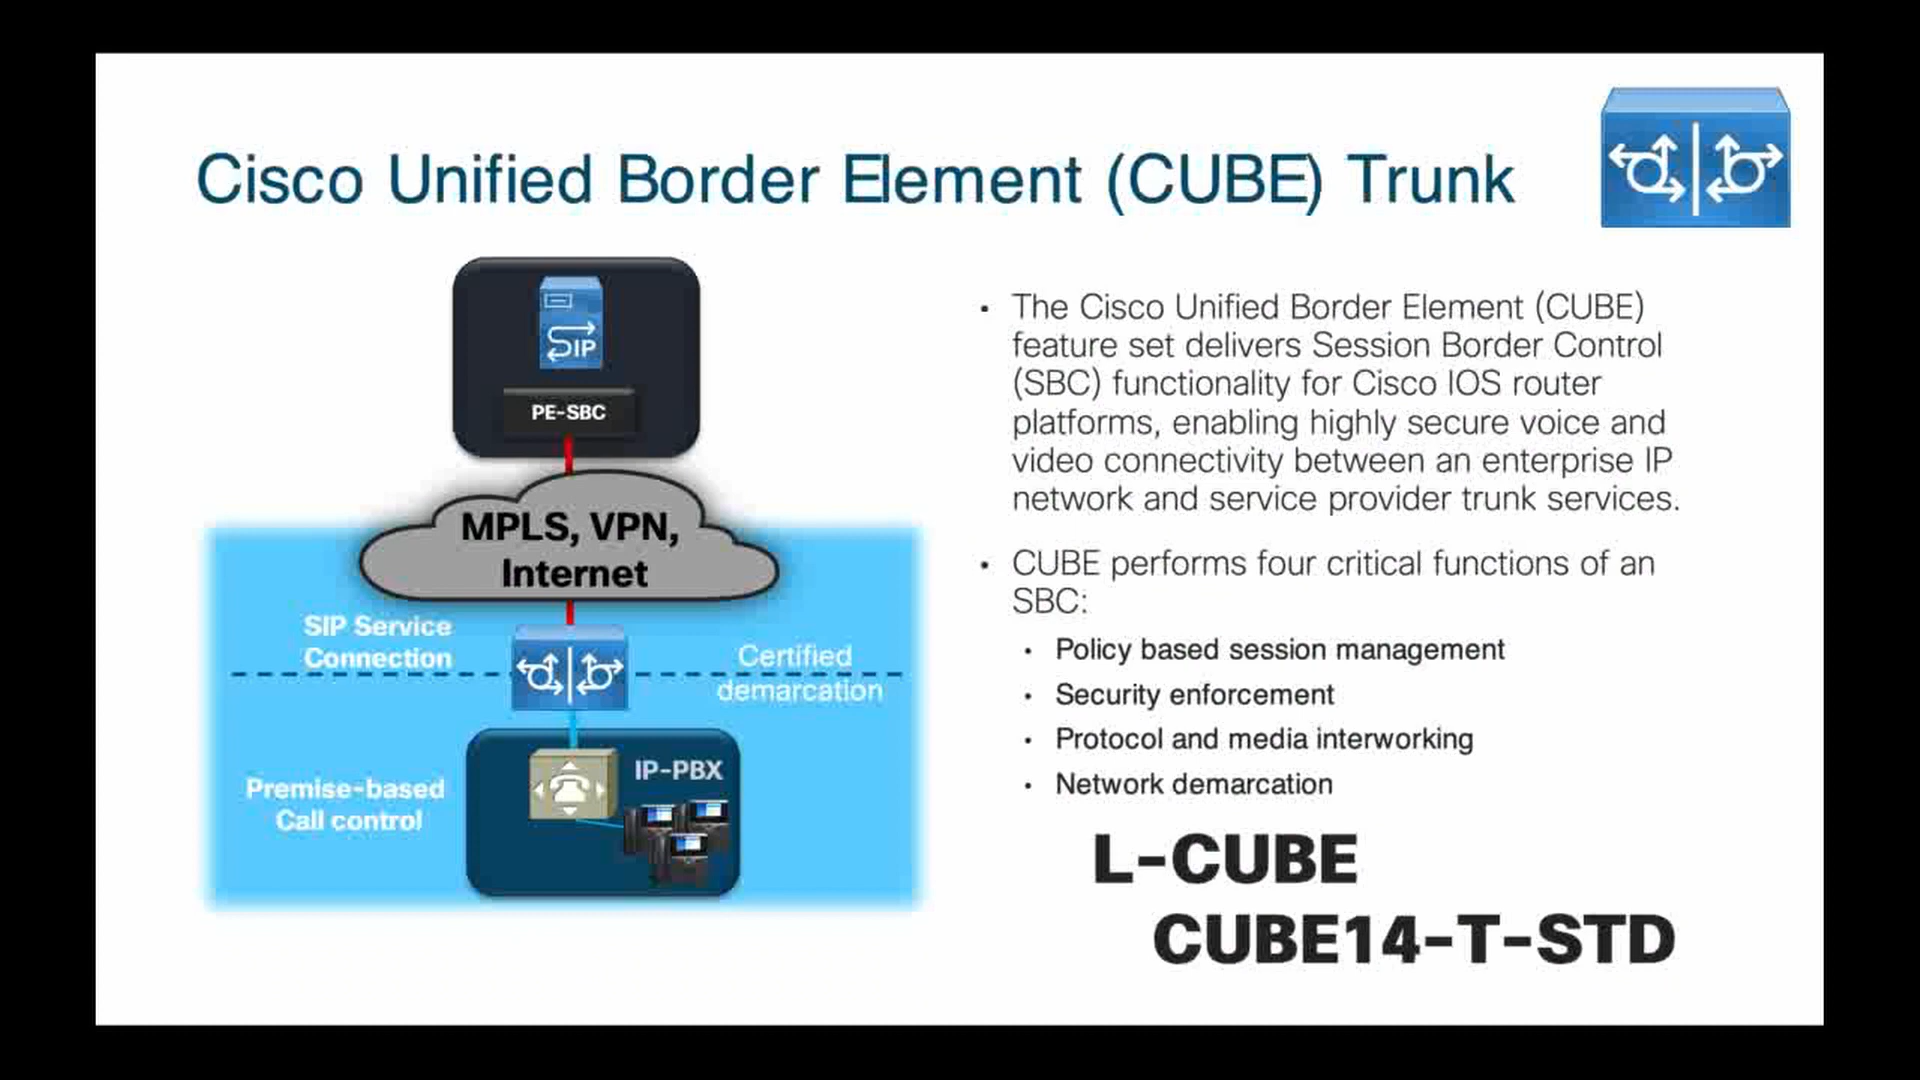 Cisco Unified Border Element (CUBE) Trunk
SIP
PE-SBC
MPLS, VPN,
Internet
SIP Service
Connection
Certified
demarcation
IP-PBX
Premise-based
Call control
• The Cisco Unified Border Element (CUBE)
feature set delivers Session Border Control
(SBC) functionality for Cisco IOS router
platforms, enabling highly secure voice and
video connectivity between an enterprise IP
network and service provider trunk services.
• CUBE performs four critical functions of an
SBC:
• Policy based session management
• Security enforcement
• Protocol and media interworking
• Network demarcation
L-CUBE
CUBE14-T-STD